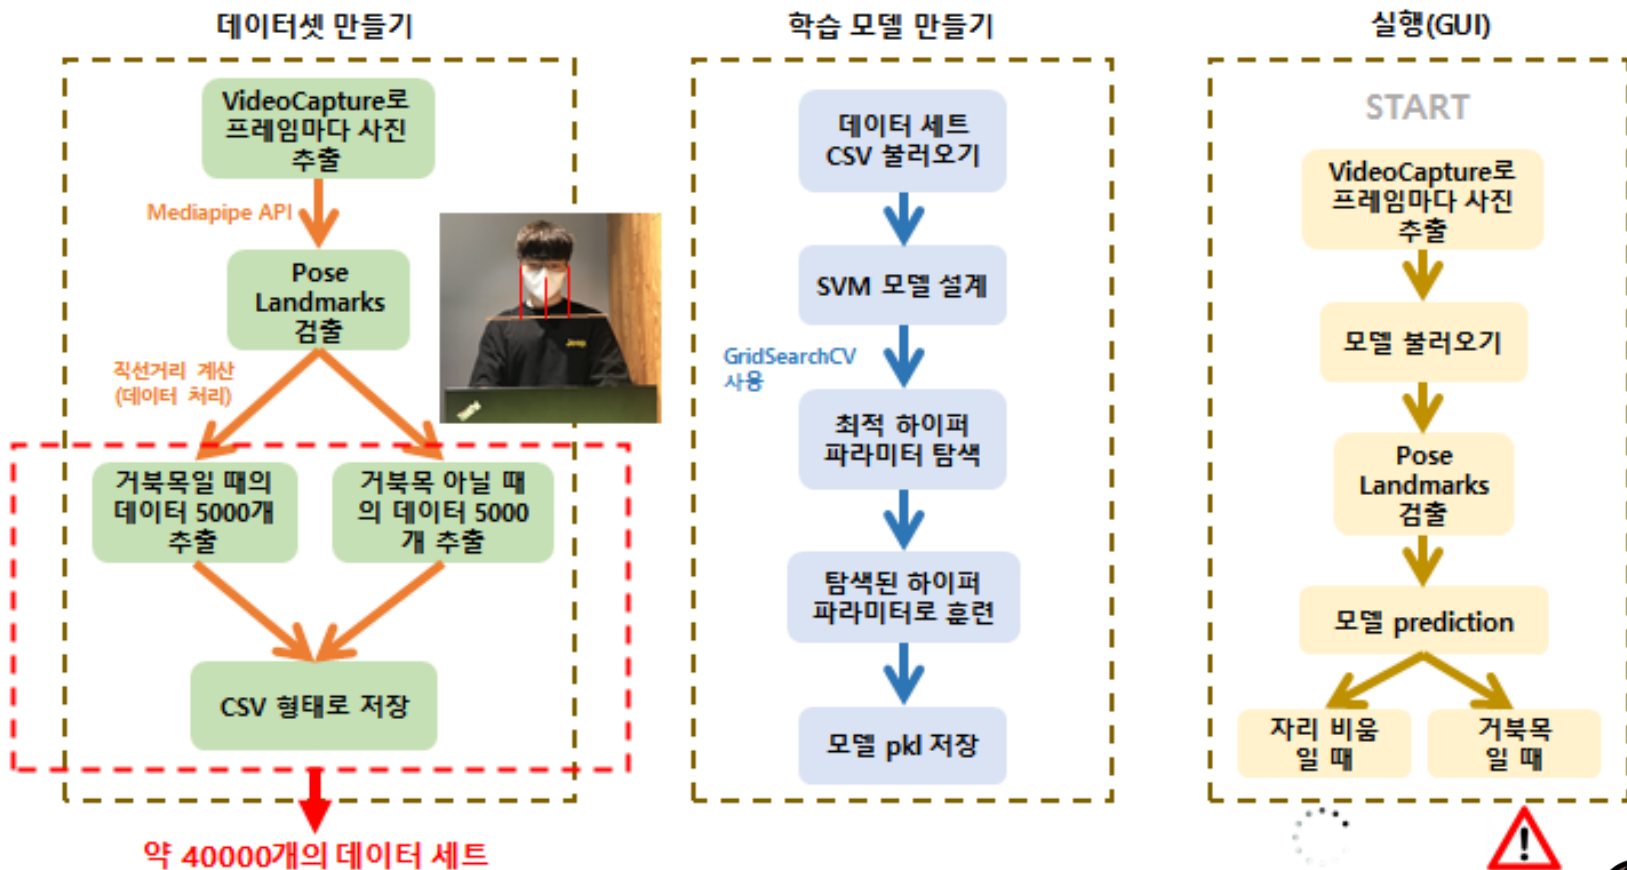 데이터셋 만들기
VideoCapture로
프레임마다 사진
추출
Mediapipe API
Pose
Landmarks
검출
직선거리 계산
(데이터 처리)
거북목일 때의
데이터 5000개
추출
거북목 아닐 때
의 데이터 5000
개 추출
CSV 형태로 저장
약 40000개의 데이터 세트
학습 모델 만들기
데이터 세트
CSV 불러오기
SVM 모델 설계
GridSearchCV
사용
최적 하이퍼
파라미터 탐색
탐색된 하이퍼
파라미터로 훈련
모델 pkl 저장
실행(GUI)
START
VideoCapture로
프레임마다 사진
추출
모델 불러오기
Pose
Landmarks
검출
모델 prediction
자리 비움
일 때
거북목
일 때